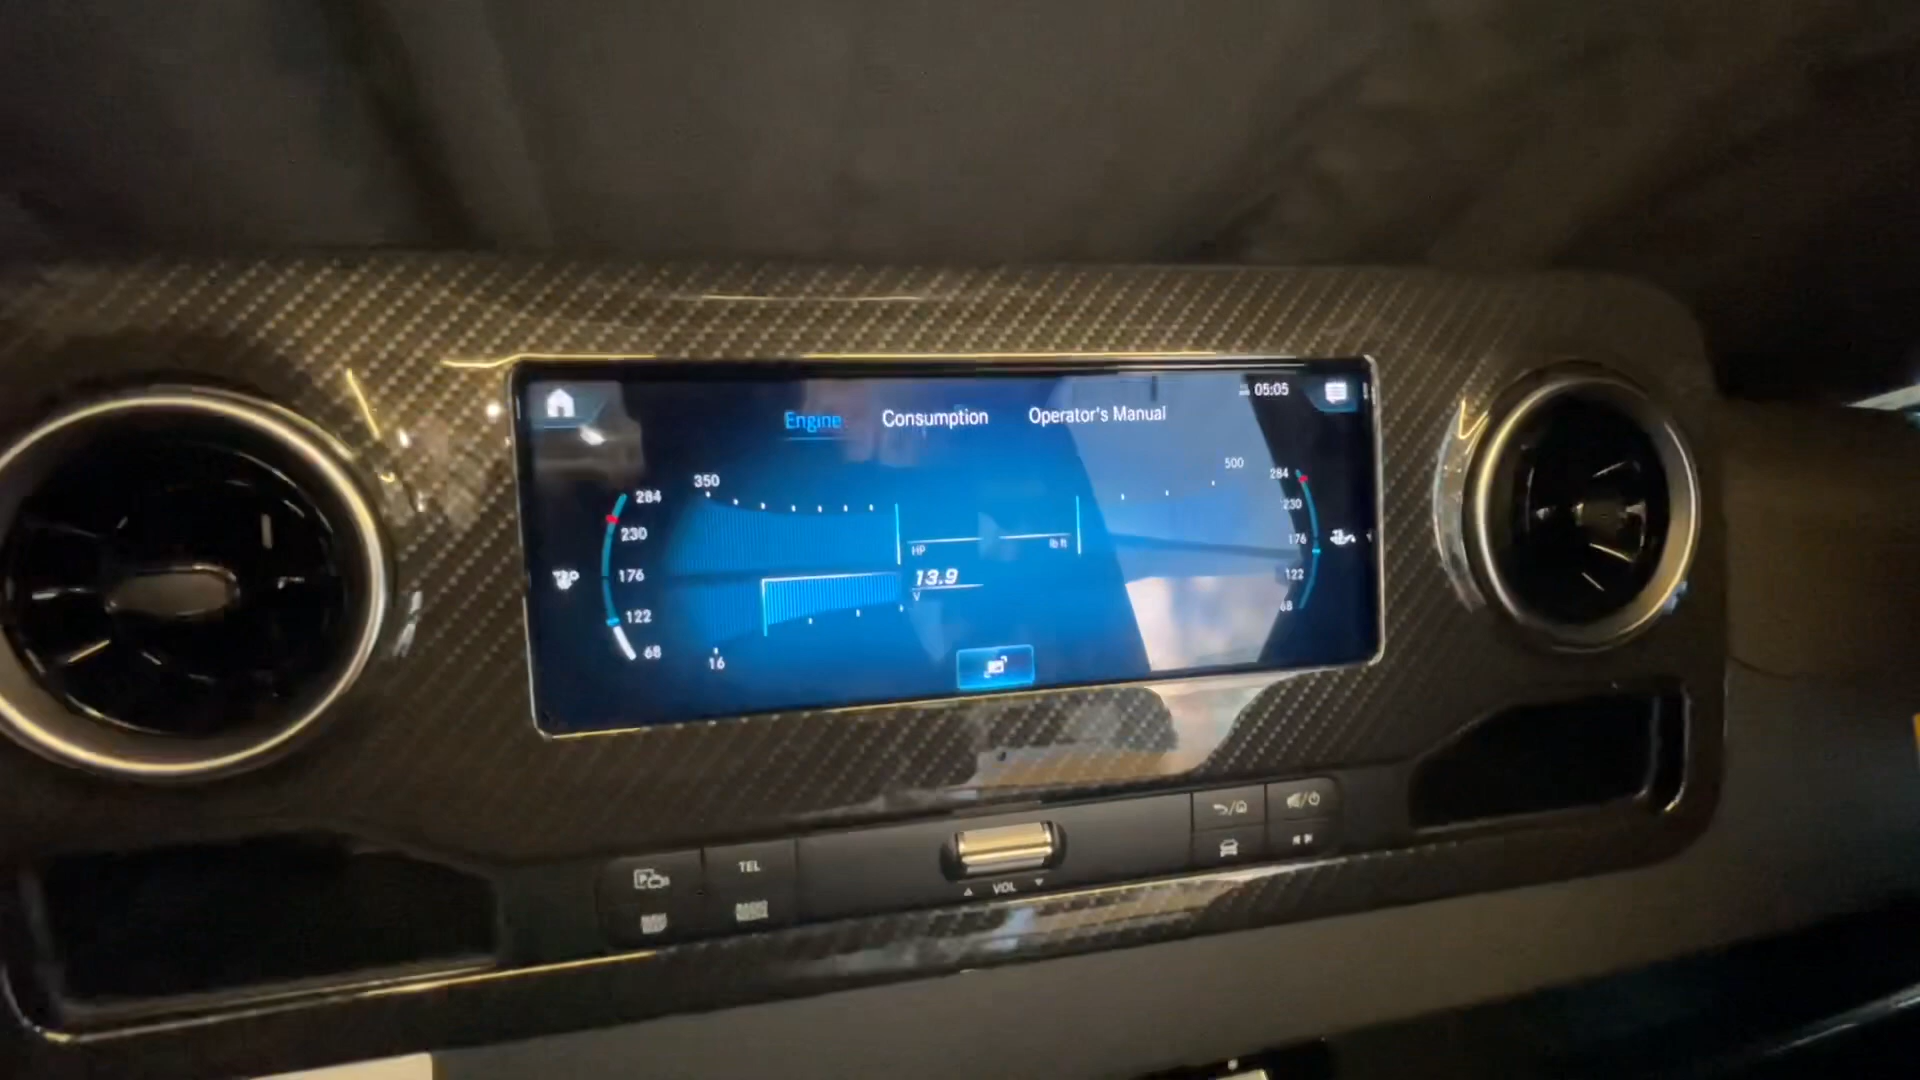 05:05
Engine Consumption Operator's Manual
350
500
284
230
176
122
68
284
230
176
122
68
HP
lb ft
13.9
V
16
TEL
RADIO
VOL